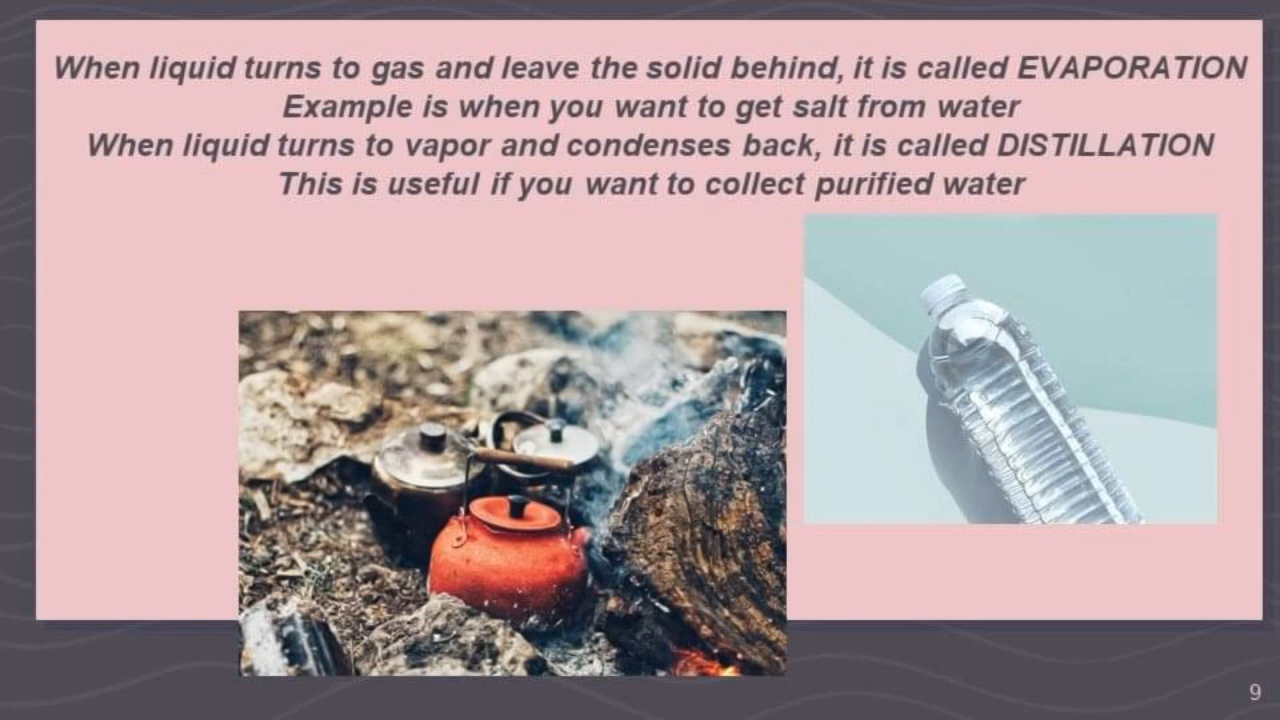 When liquid turns to gas and leave the solid behind, it is called EVAPORATION
Example is when you want to get salt from water
When liquid turns to vapor and condenses back, it is called DISTILLATION
This is useful if you want to collect purified water
9